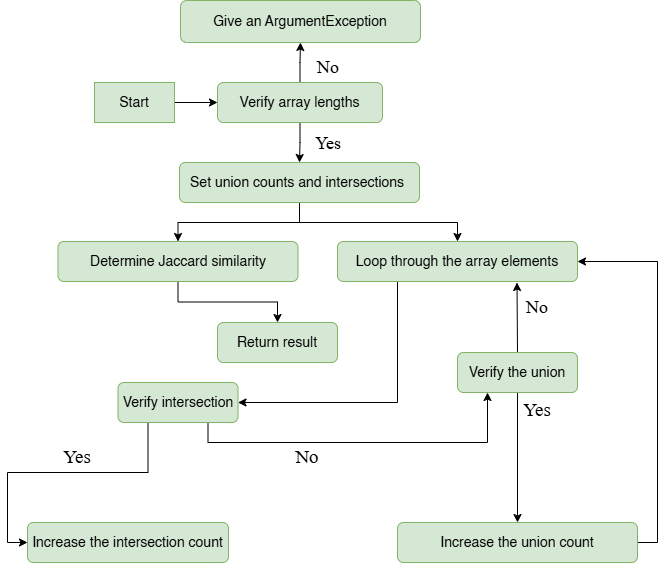 Give an ArgumentException
No
Start
Verify array lengths
Yes
Set union counts and intersections
Determine Jaccard similarity
Loop through the array elements
No
Return result
Verify the union
Verify intersection
Yes
Yes
No
Increase the intersection count
Increase the union count